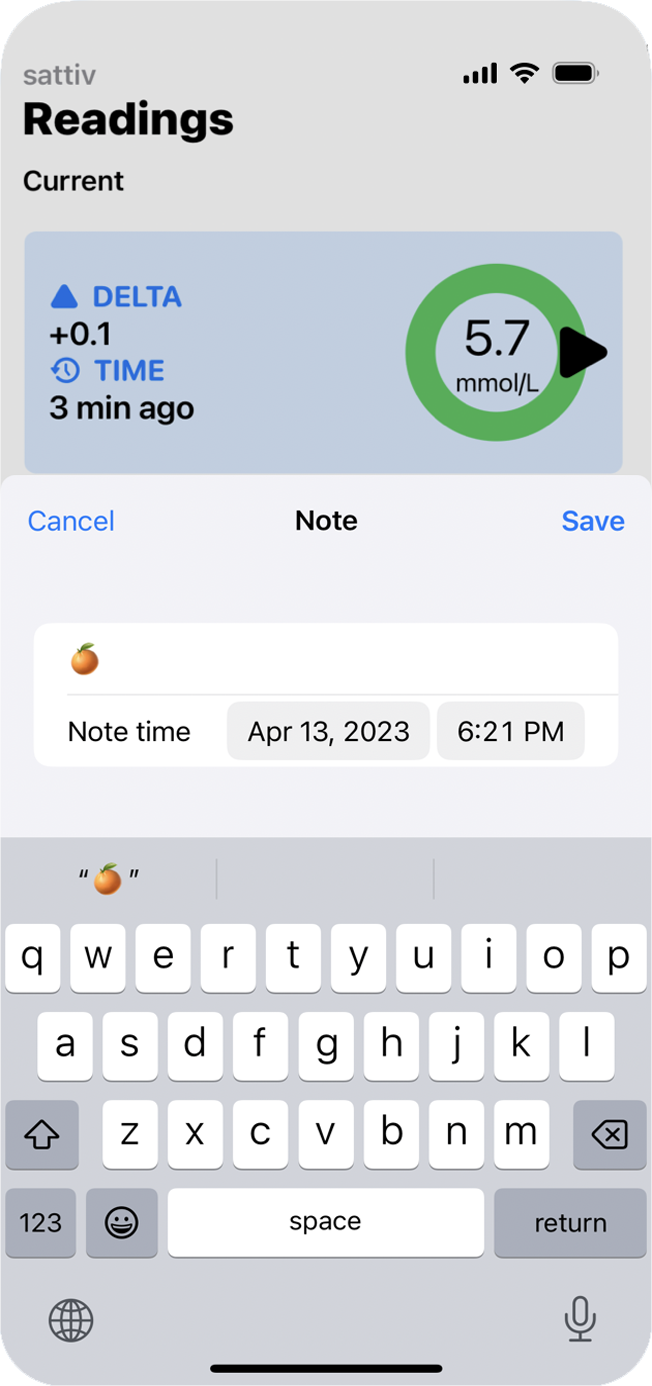 sattiv
Readings
Current
DELTA
+0.1
TIME
3 min ago
5.7
mmol/L
Cancel Note Save
🍊
Note time Apr 13, 2023 6:21 PM
“🍊”
q w e r t y u i o p
a s d f g h j k l
z x c v b n m
123 space return